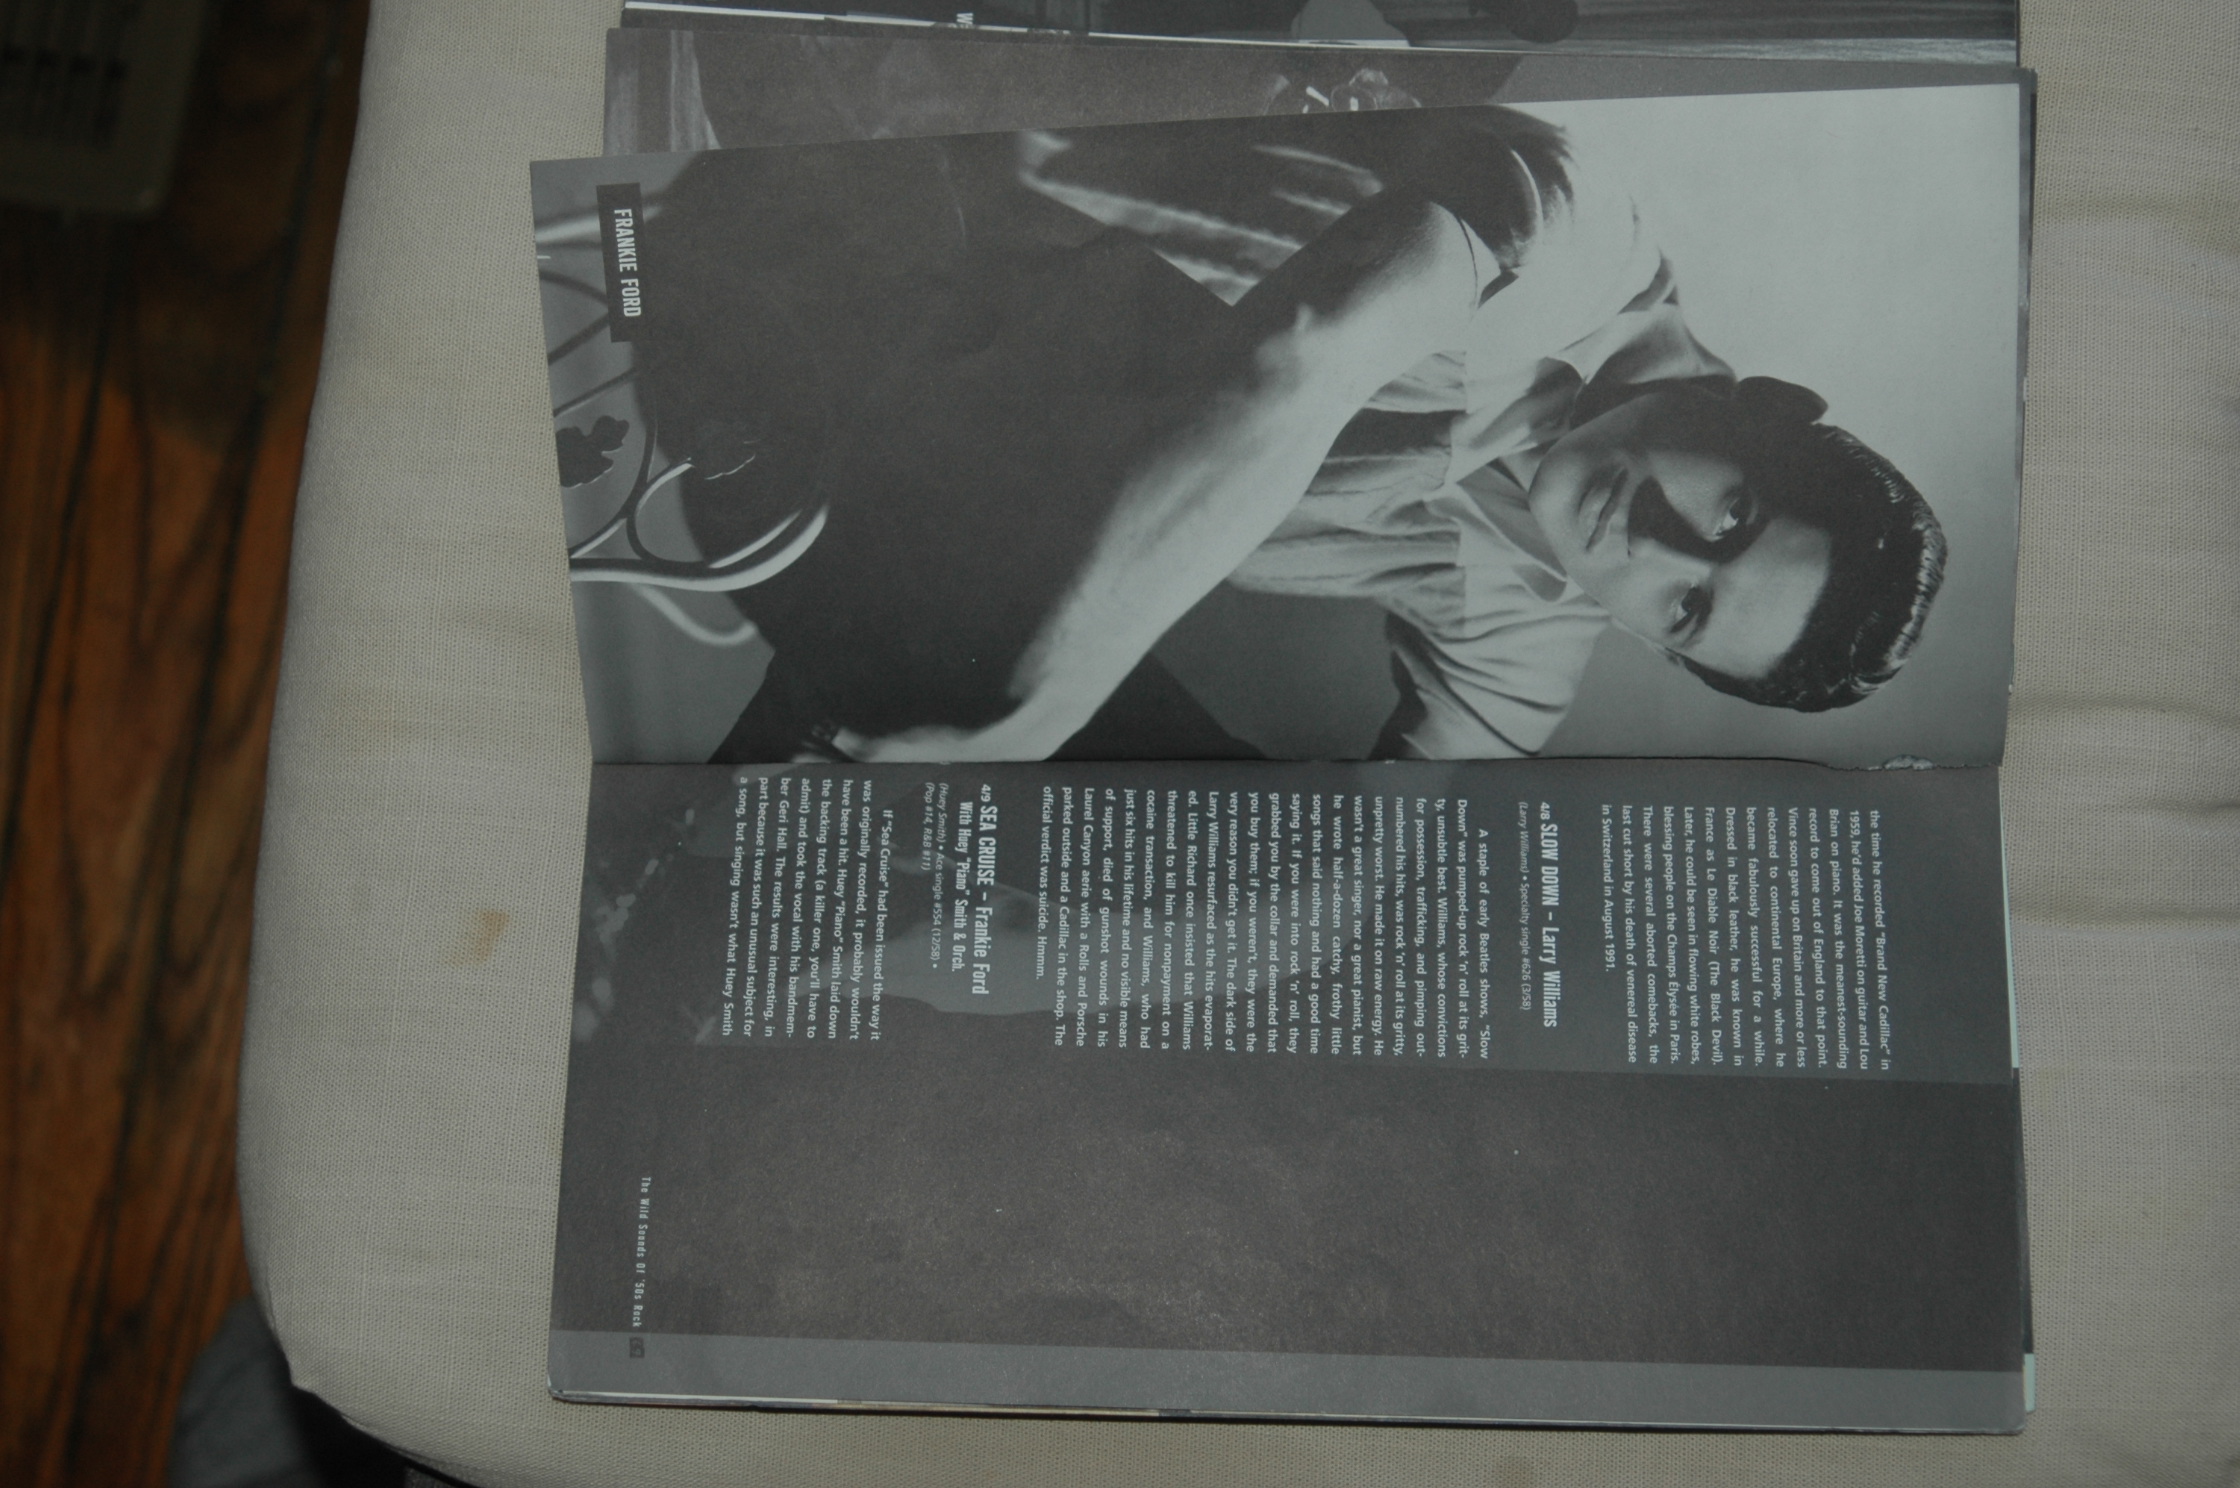 FRANKIE FORD
the time he recorded "Brand New Cadillac" in
1959, he'd added Joe Moretti on guitar and Lou
Brian on piano. It was the meanest-sounding
record to come out of England to that point.
Vince soon gave up on Britain and more or less
relocated to continental Europe, where he
became fabulously successful for a while.
Dressed in black leather, he was known in
France as Le Diable Noir (The Black Devil).
Later, he could be seen in flowing white robes,
blessing people on the Champs Élysée in Paris.
There were several aborted comebacks, the
last cut short by his death of venereal disease
in Switzerland in August 1991.
4/8 SLOW DOWN – Larry Williams
(Larry Williams) • Specialty single #626 (3/58)
A staple of early Beatles shows, "Slow
Down" was pumped-up rock 'n' roll at its grit-
ty, unsubtle best. Williams, whose convictions
for possession, trafficking, and pimping out-
numbered his hits, was rock 'n' roll at its gritty,
unpretty worst. He made it on raw energy. He
wasn't a great singer, nor a great pianist, but
he wrote half-a-dozen catchy, frothy little
songs that said nothing and had a good time
saying it. If you were into rock 'n' roll, they
grabbed you by the collar and demanded that
you buy them; if you weren't, they were the
very reason you didn't get it. The dark side of
Larry Williams resurfaced as the hits evaporat-
ed. Little Richard once insisted that Williams
threatened to kill him for nonpayment on a
cocaine transaction, and Williams, who had
just six hits in his lifetime and no visible means
of support, died of gunshot wounds in his
Laurel Canyon aerie with a Rolls and Porsche
parked outside and a Cadillac in the shop. The
official verdict was suicide. Hmmm.
4/9 SEA CRUISE – Frankie Ford
With Huey "Piano" Smith & Orch.
(Huey Smith) • Ace single #554 (12/58) •
(Pop #14, R&B #11)
If "Sea Cruise" had been issued the way it
was originally recorded, it probably wouldn't
have been a hit. Huey "Piano" Smith laid down
the backing track (a killer one, you'll have to
admit) and took the vocal with his bandmem-
ber Geri Hall. The results were interesting, in
part because it was such an unusual subject for
a song, but singing wasn't what Huey Smith
The Wild Sounds Of '50s Rock